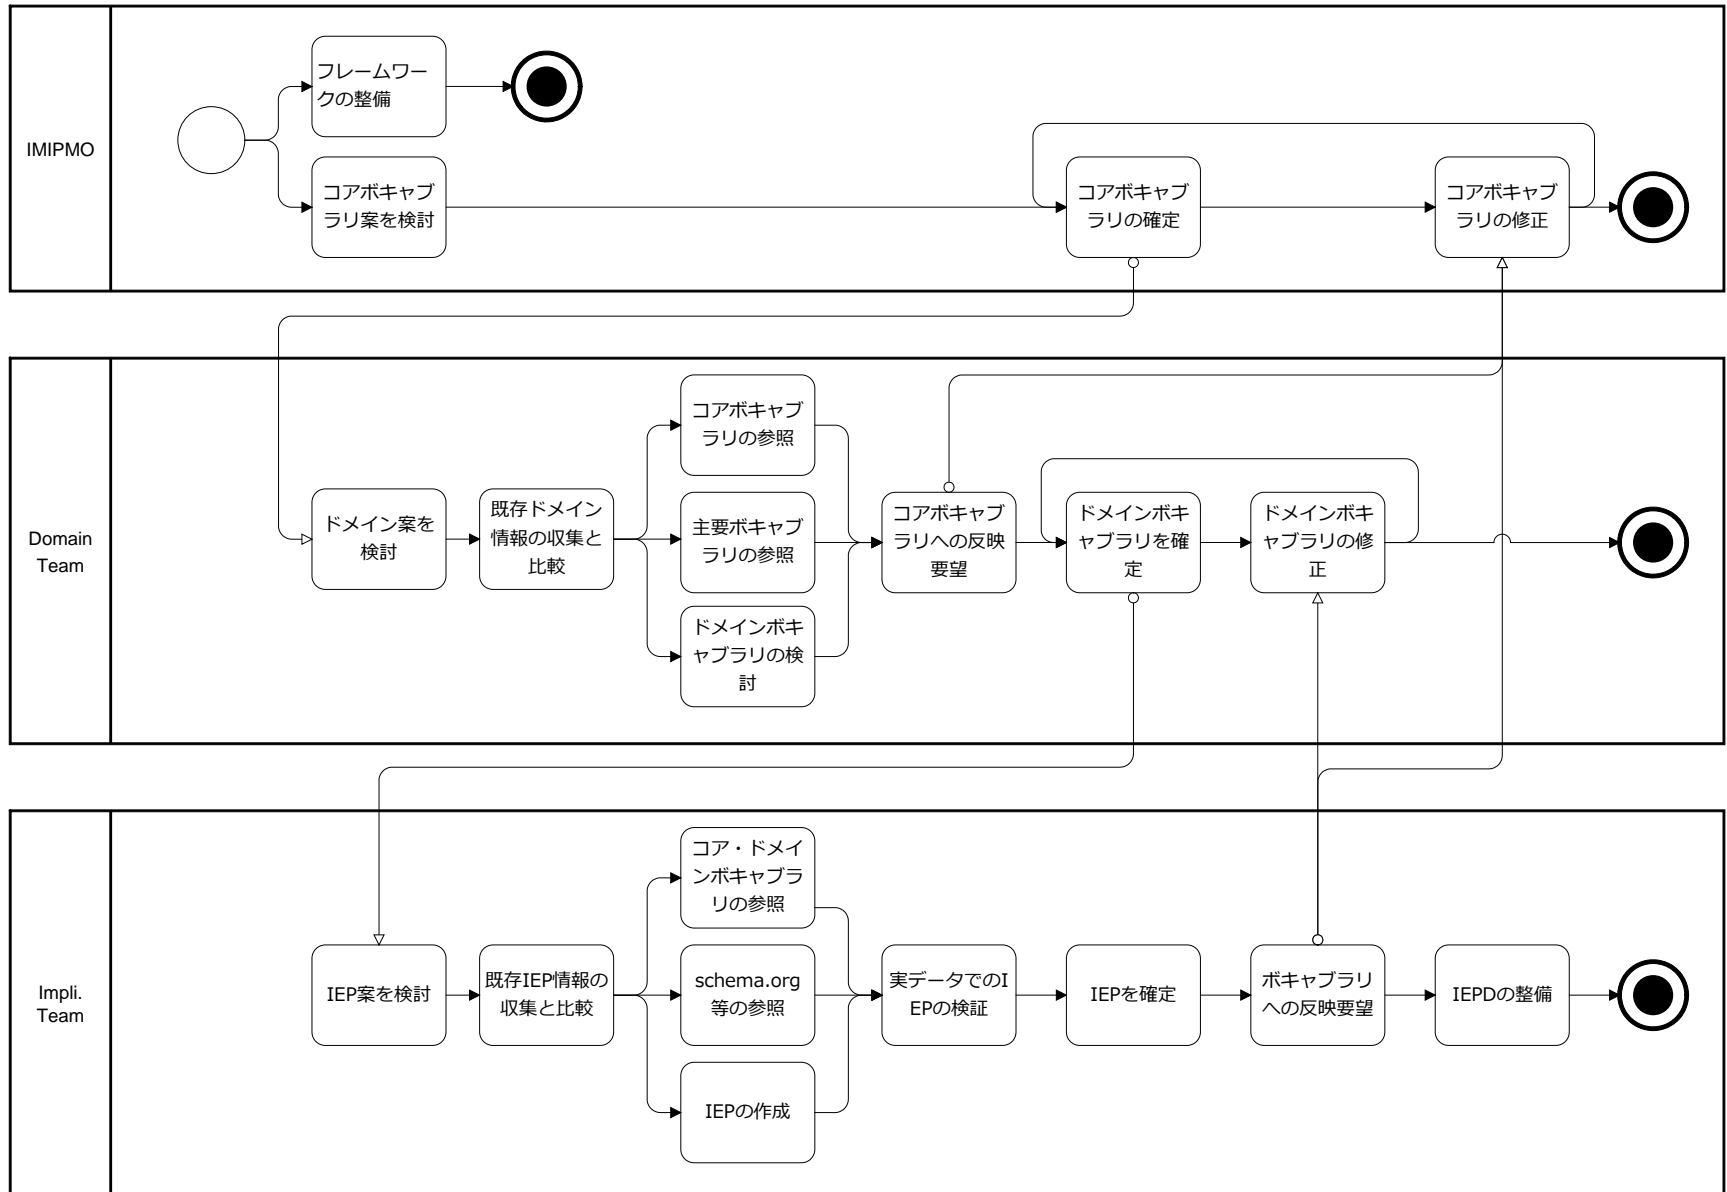 IMIPMO
フレームワー
クの整備
コアボキャブ
ラリ案を検討
コアボキャブ
ラリの確定
コアボキャブ
ラリの修正
Domain
Team
ドメイン案を
検討
既存ドメイン
情報の収集と
比較
コアボキャブ
ラリの参照
主要ボキャブ
ラリの参照
ドメインボキ
ャブラリの検
討
コアボキャブ
ラリへの反映
要望
ドメインボキ
ャブラリを確
定
ドメインボキ
ャブラリの修
正
Impli.
Team
IEP案を検討
既存IEP情報の
収集と比較
コア・ドメイ
ンボキャブラ
リの参照
schema.org
等の参照
IEPの作成
実データでのI
EPの検証
IEPを確定
ボキャブラリ
への反映要望
IEPDの整備